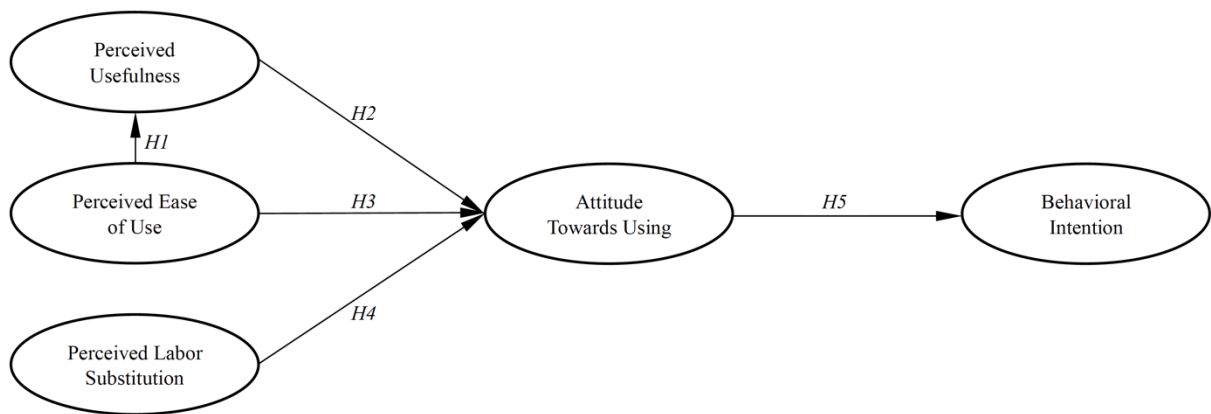 Perceived
Usefulness
H2
H1
Perceived Ease
of Use
H3
Attitude
Towards Using
H5
Behavioral
Intention
H4
Perceived Labor
Substitution